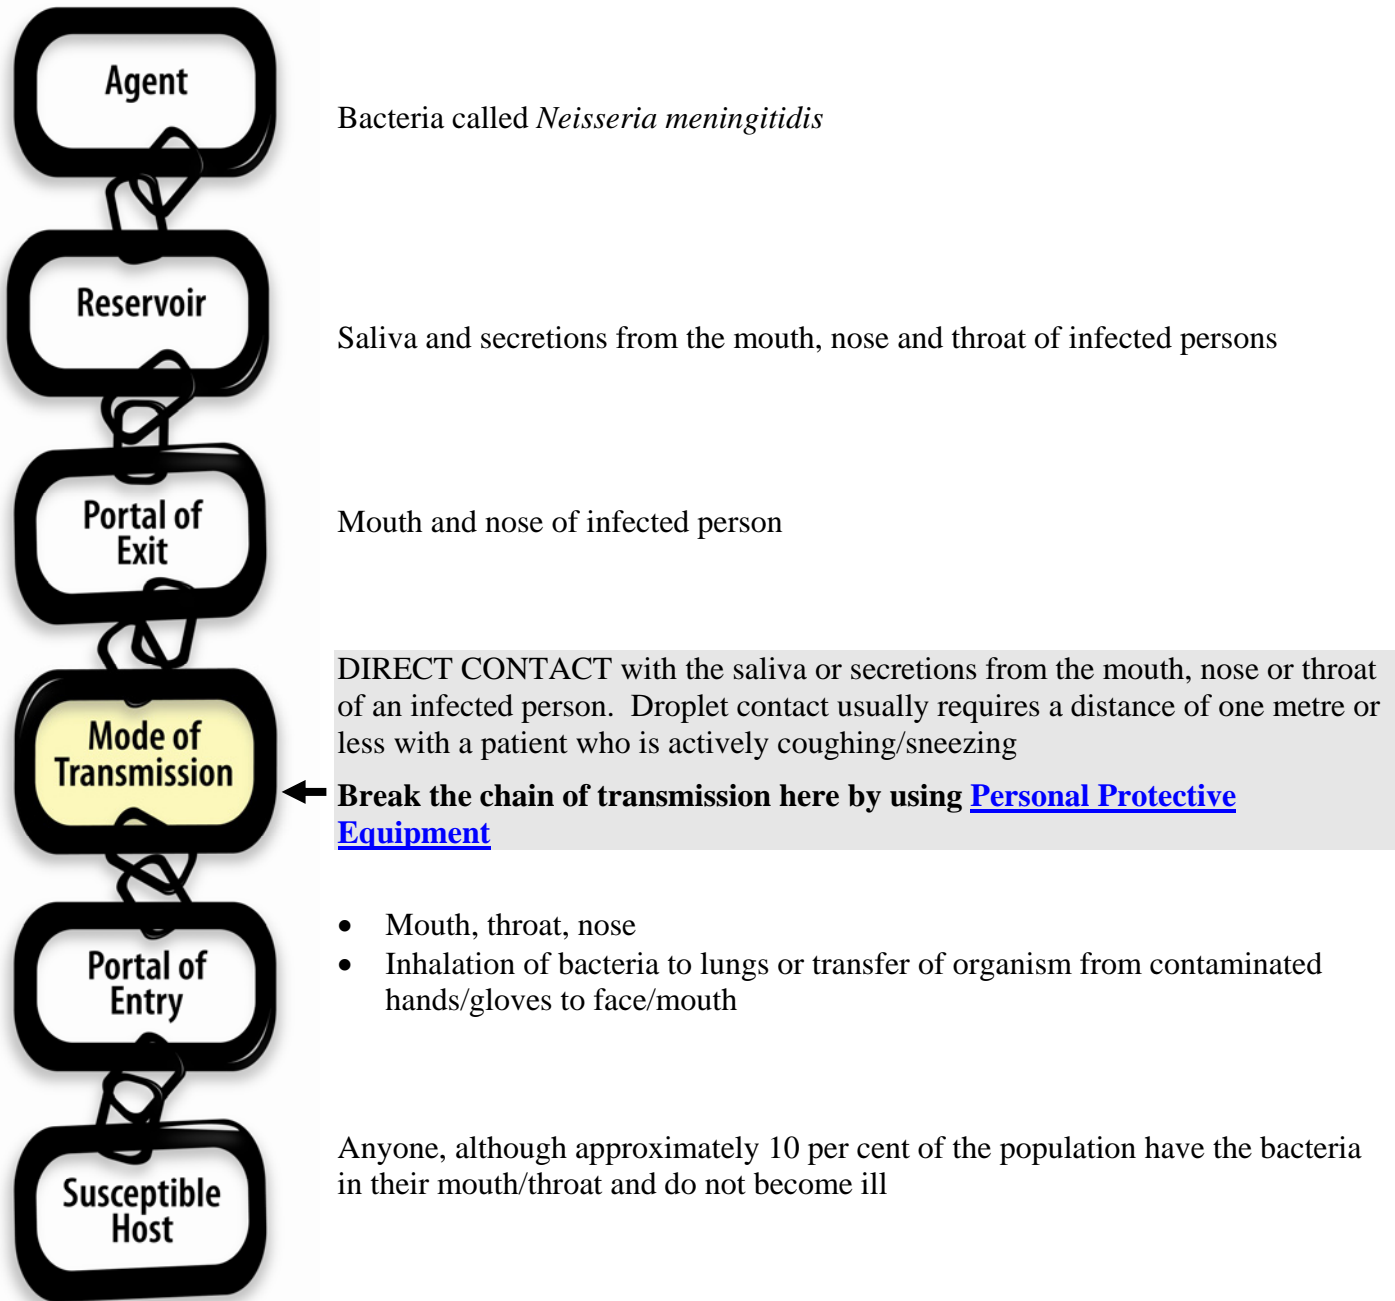 Agent
Bacteria called Neisseria meningitidis
Reservoir
Saliva and secretions from the mouth, nose and throat of infected persons
Portal of
Exit
Mouth and nose of infected person
Mode of
Transmission
DIRECT CONTACT with the saliva or secretions from the mouth, nose or throat
of an infected person.  Droplet contact usually requires a distance of one metre or
less with a patient who is actively coughing/sneezing
Break the chain of transmission here by using Personal Protective
Equipment
Portal of
Entry
• Mouth, throat, nose
• Inhalation of bacteria to lungs or transfer of organism from contaminated
hands/gloves to face/mouth
Susceptible
Host
Anyone, although approximately 10 per cent of the population have the bacteria
in their mouth/throat and do not become ill